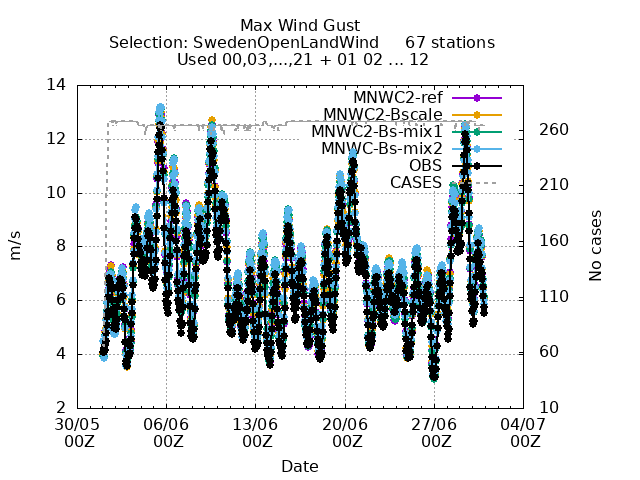 Max Wind Gust
Selection: SwedenOpenLandWind     67 stations
Used 00,03,...,21 + 01 02 ... 12
MNWC2-ref
MNWC2-Bscale
MNWC2-Bs-mix1
MNWC-Bs-mix2
OBS
CASES
14
12
10
8
6
4
2
m/s
260
210
160
110
60
10
No cases
30/05 06/06 13/06 20/06 27/06 04/07
00Z 00Z 00Z 00Z 00Z 00Z
Date